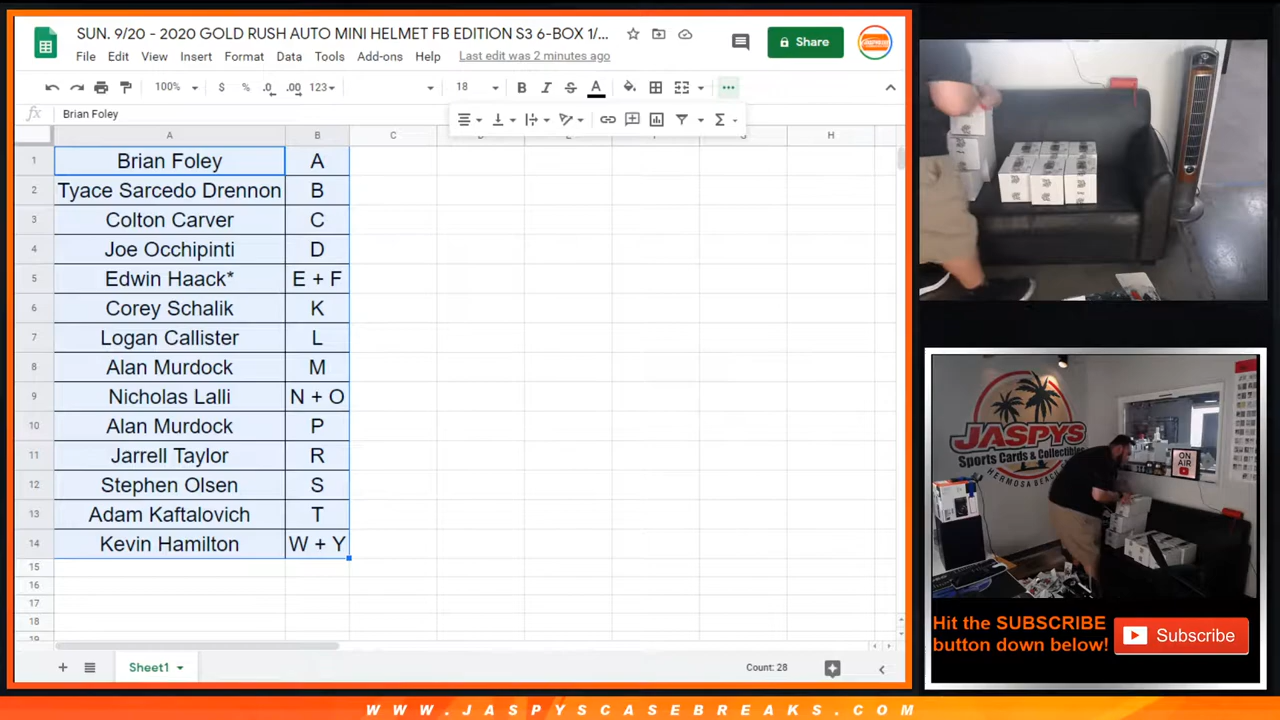 SUN. 9/20 - 2020 GOLD RUSH AUTO MINI HELMET FB EDITION S3 6-BOX 1/...
File Edit View Insert Format Data Tools Add-ons Help Last edit was 2 minutes ago
Share
100% $ % .0 .00 123 18 B I S A
fx Brian Foley
A B C H
1 Brian Foley A
2 Tyace Sarcedo Drennon B
3 Colton Carver C
4 Joe Occhipinti D
5 Edwin Haack* E + F
6 Corey Schalik K
7 Logan Callister L
8 Alan Murdock M
9 Nicholas Lalli N + O
10 Alan Murdock P
11 Jarrell Taylor R
12 Stephen Olsen S
13 Adam Kaftalovich T
14 Kevin Hamilton W + Y
15
16
17
18
19
Sheet1 Count: 28
JASPYS
Sports Cards & Collectibles
HERMOSA BEACH
ON AIR
Hit the SUBSCRIBE
button down below!
Subscribe
WWW.JASPYSCASEBREAKS.COM